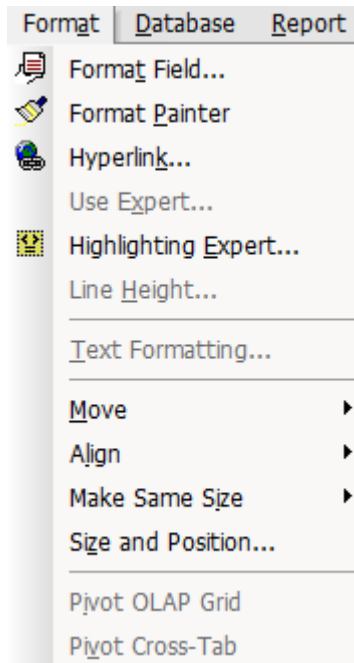 Format Database Report
Format Field...
Format Painter
Hyperlink...
Use Expert...
Highlighting Expert...
Line Height...
Text Formatting...
Move
Align
Make Same Size
Size and Position...
Pivot OLAP Grid
Pivot Cross-Tab